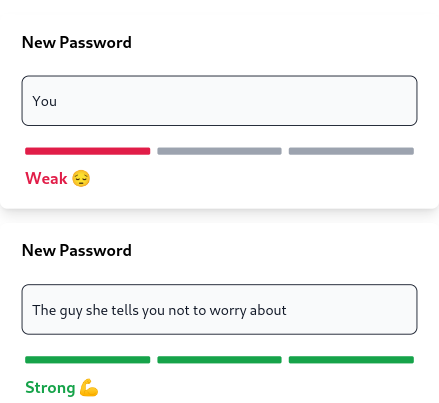 New Password
You
Weak 😔
New Password
The guy she tells you not to worry about
Strong 💪